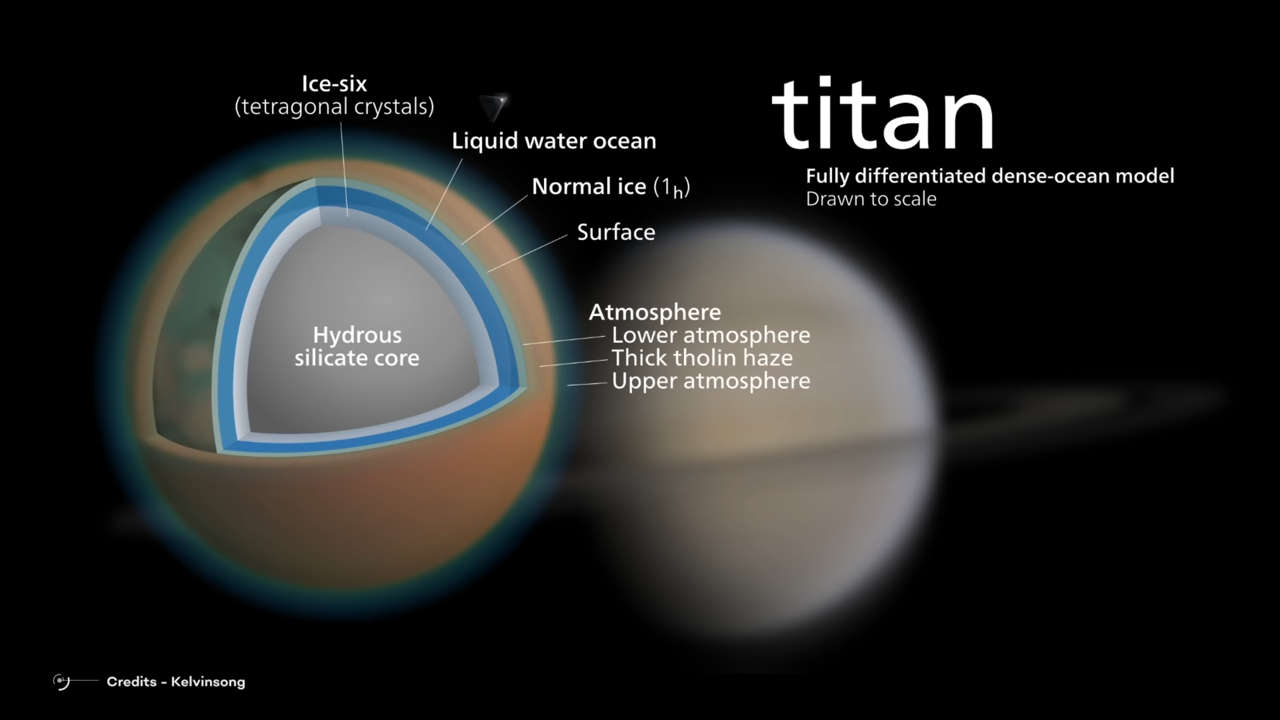 titan
Fully differentiated dense-ocean model
Drawn to scale
Ice-six
(tetragonal crystals)
Liquid water ocean
Normal ice (1h)
Surface
Atmosphere
Lower atmosphere
Thick tholin haze
Upper atmosphere
Hydrous
silicate core
Credits - Kelvinsong